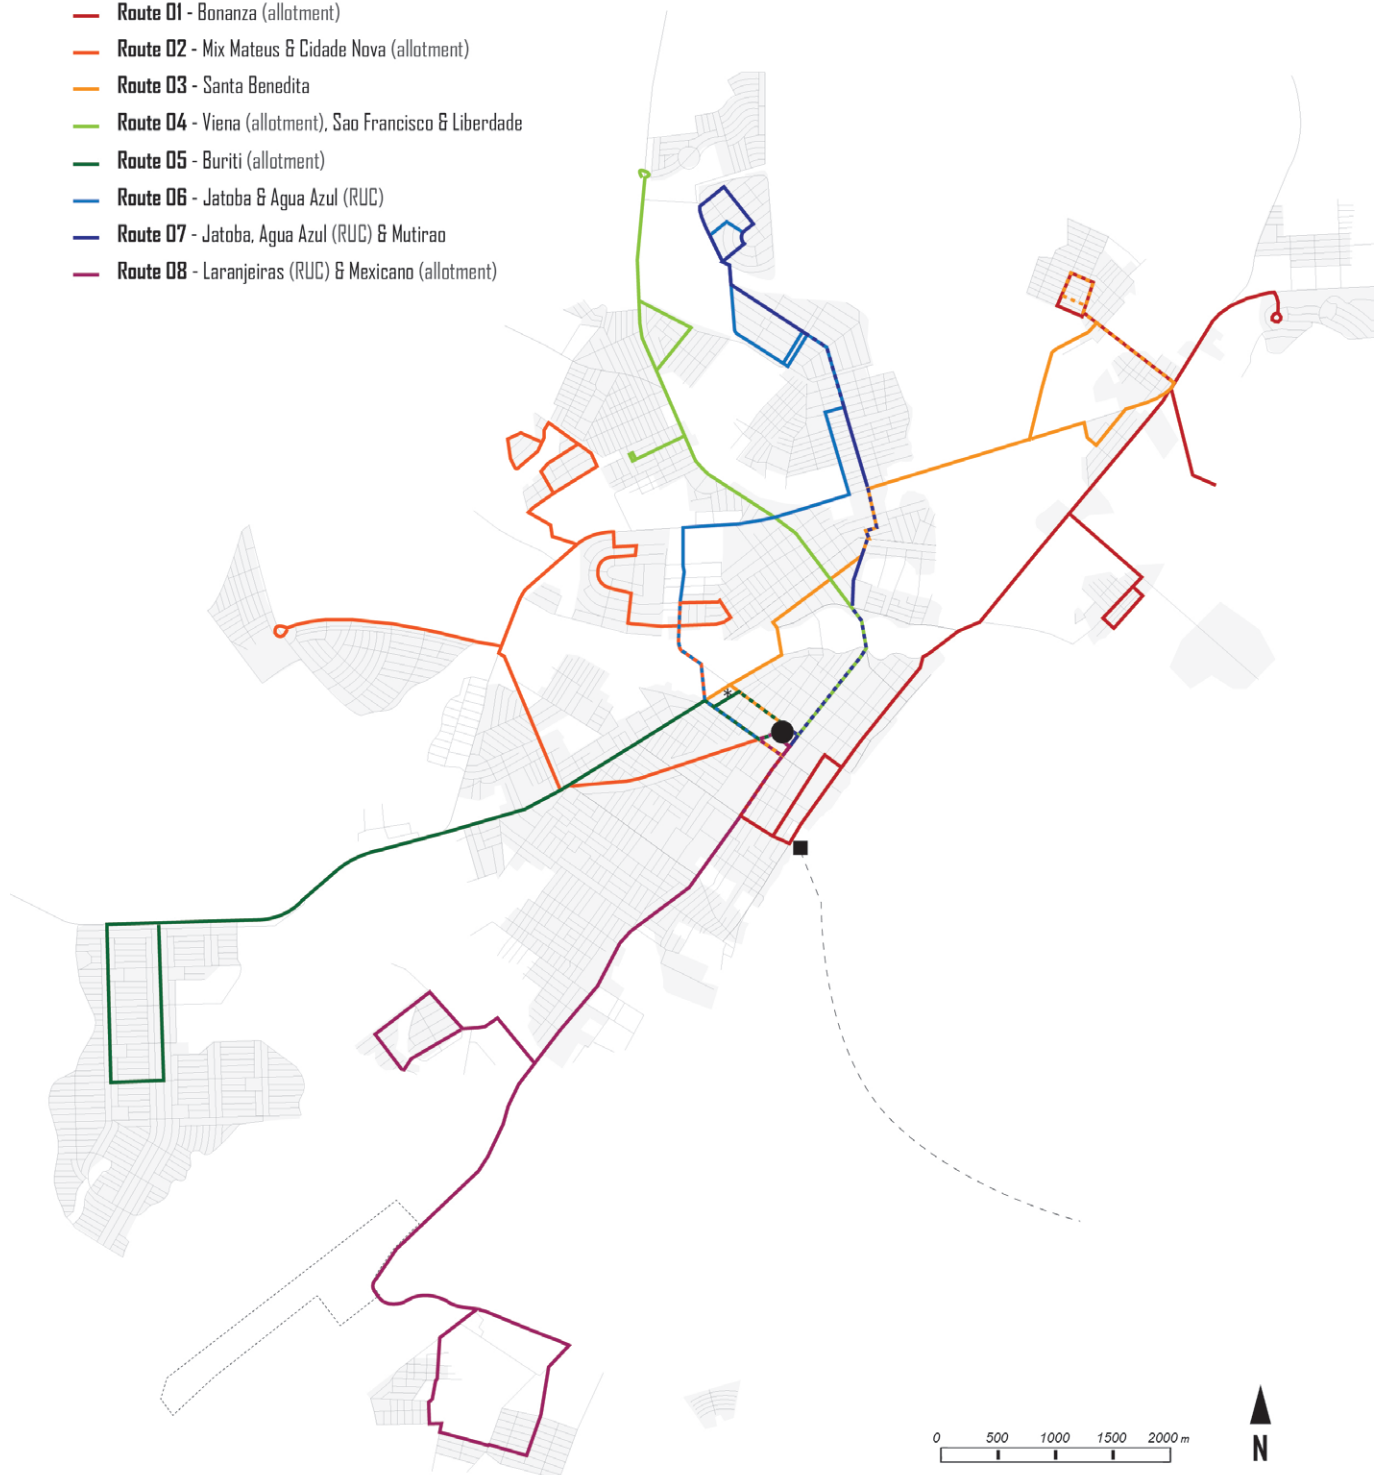 Route 01 - Bonanza (allotment)
Route 02 - Mix Mateus & Cidade Nova (allotment)
Route 03 - Santa Benedita
Route 04 - Viena (allotment), Sao Francisco & Liberdade
Route 05 - Buriti (allotment)
Route 06 - Jatoba & Agua Azul (RUC)
Route 07 - Jatoba, Agua Azul (RUC) & Mutirao
Route 08 - Laranjeiras (RUC) & Mexicano (allotment)
*
0 500 1000 1500 2000 m
N